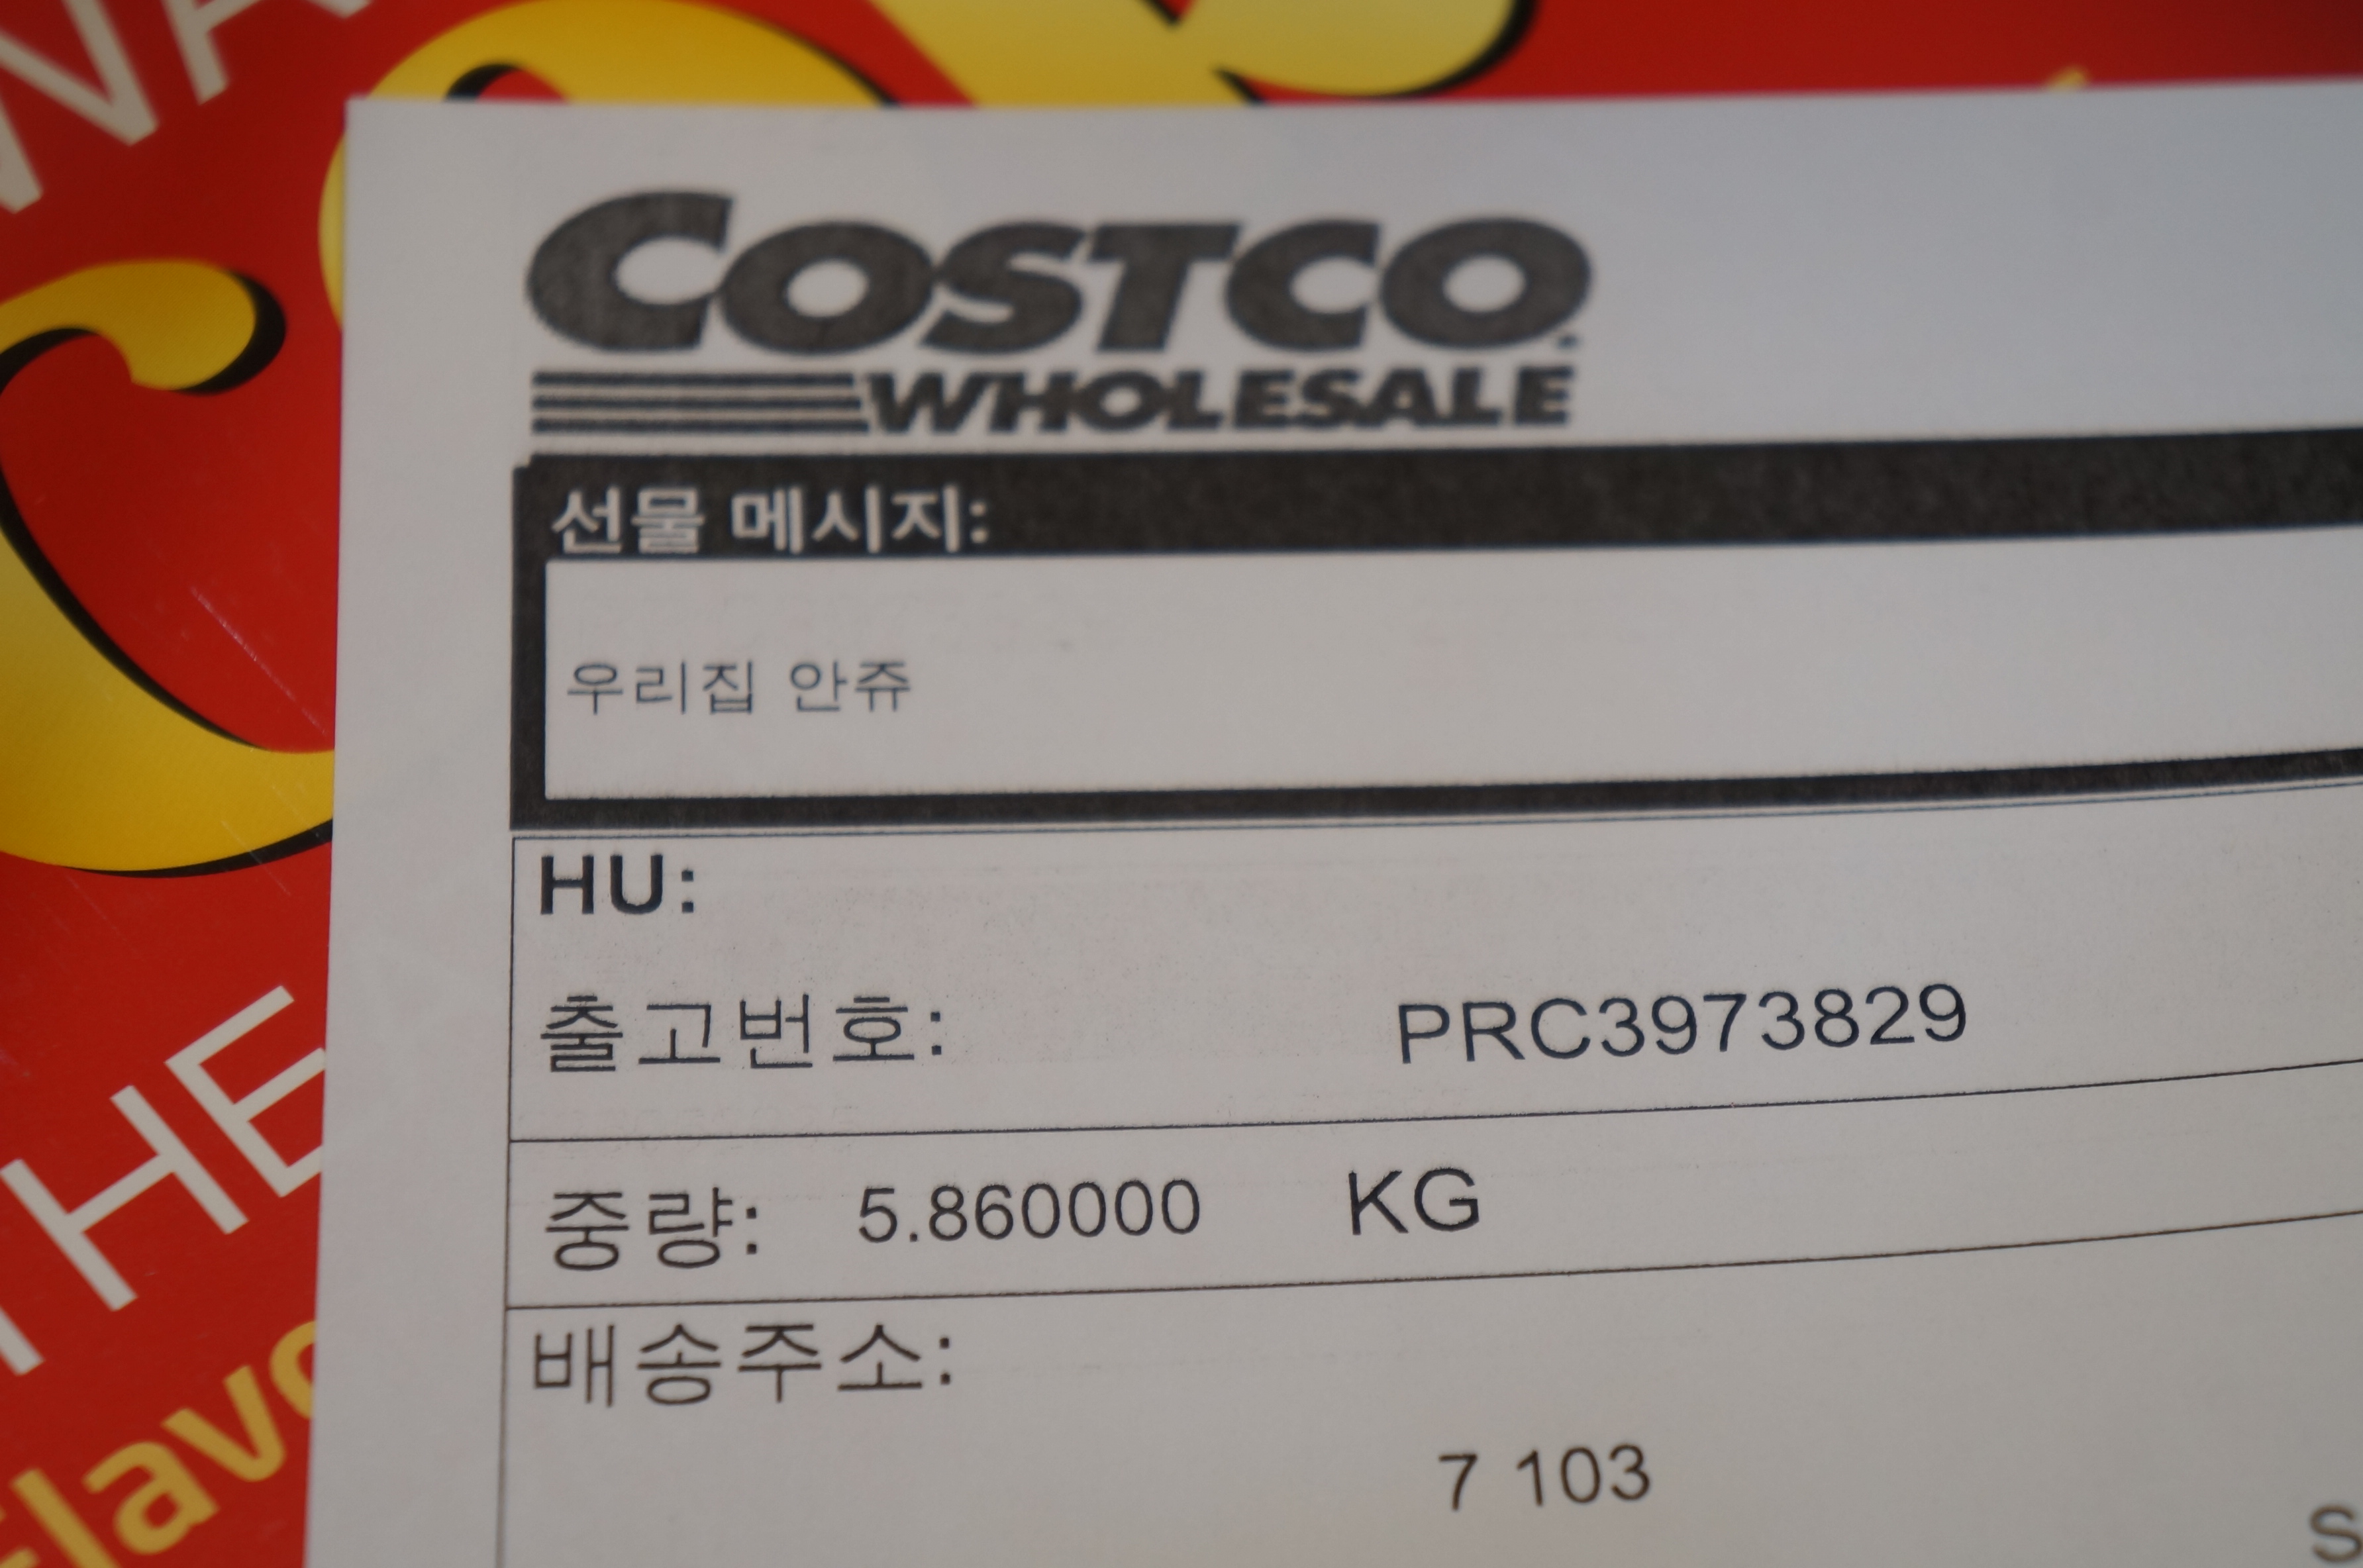 COSTCO
WHOLESALE
선물 메시지:
우리집 안쥬
HU:
출고번호: PRC3973829
중량: 5.860000 KG
배송주소:
7 103
HE